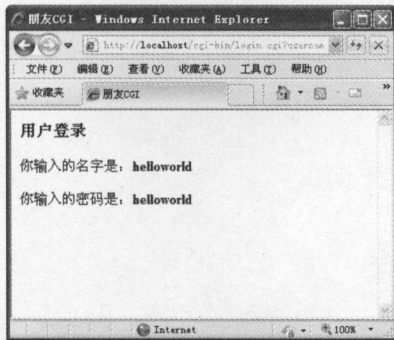 朋友CGI - Windows Internet Explorer
http://localhost/cgi-bin/login.cgi?usernam
文件(F) 编辑(E) 查看(V) 收藏夹(A) 工具(T) 帮助(H)
收藏夹 朋友CGI
用户登录
你输入的名字是：helloworld
你输入的密码是：helloworld
Internet 100%